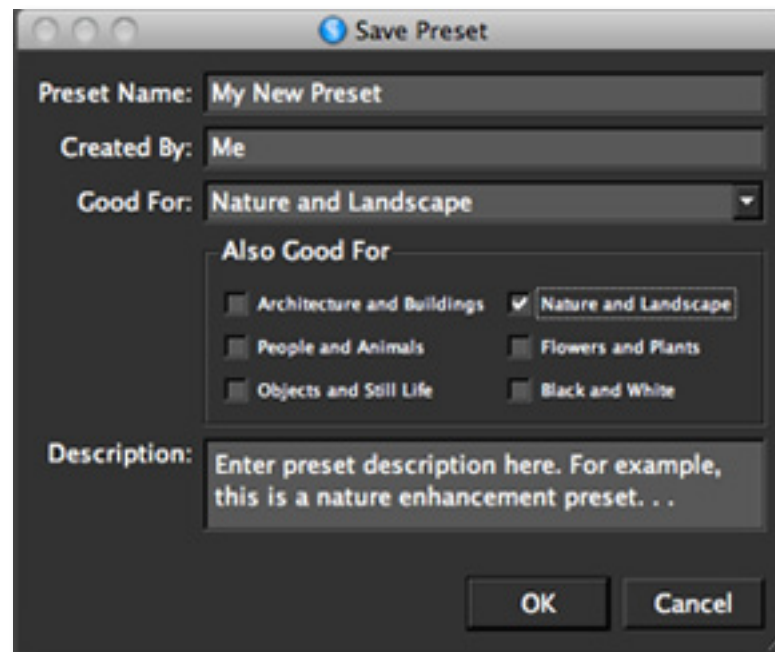 Save Preset
Preset Name: My New Preset
Created By: Me
Good For: Nature and Landscape
Also Good For
Architecture and Buildings Nature and Landscape
People and Animals Flowers and Plants
Objects and Still Life Black and White
Description: Enter preset description here. For example,
this is a nature enhancement preset. . .
OK Cancel